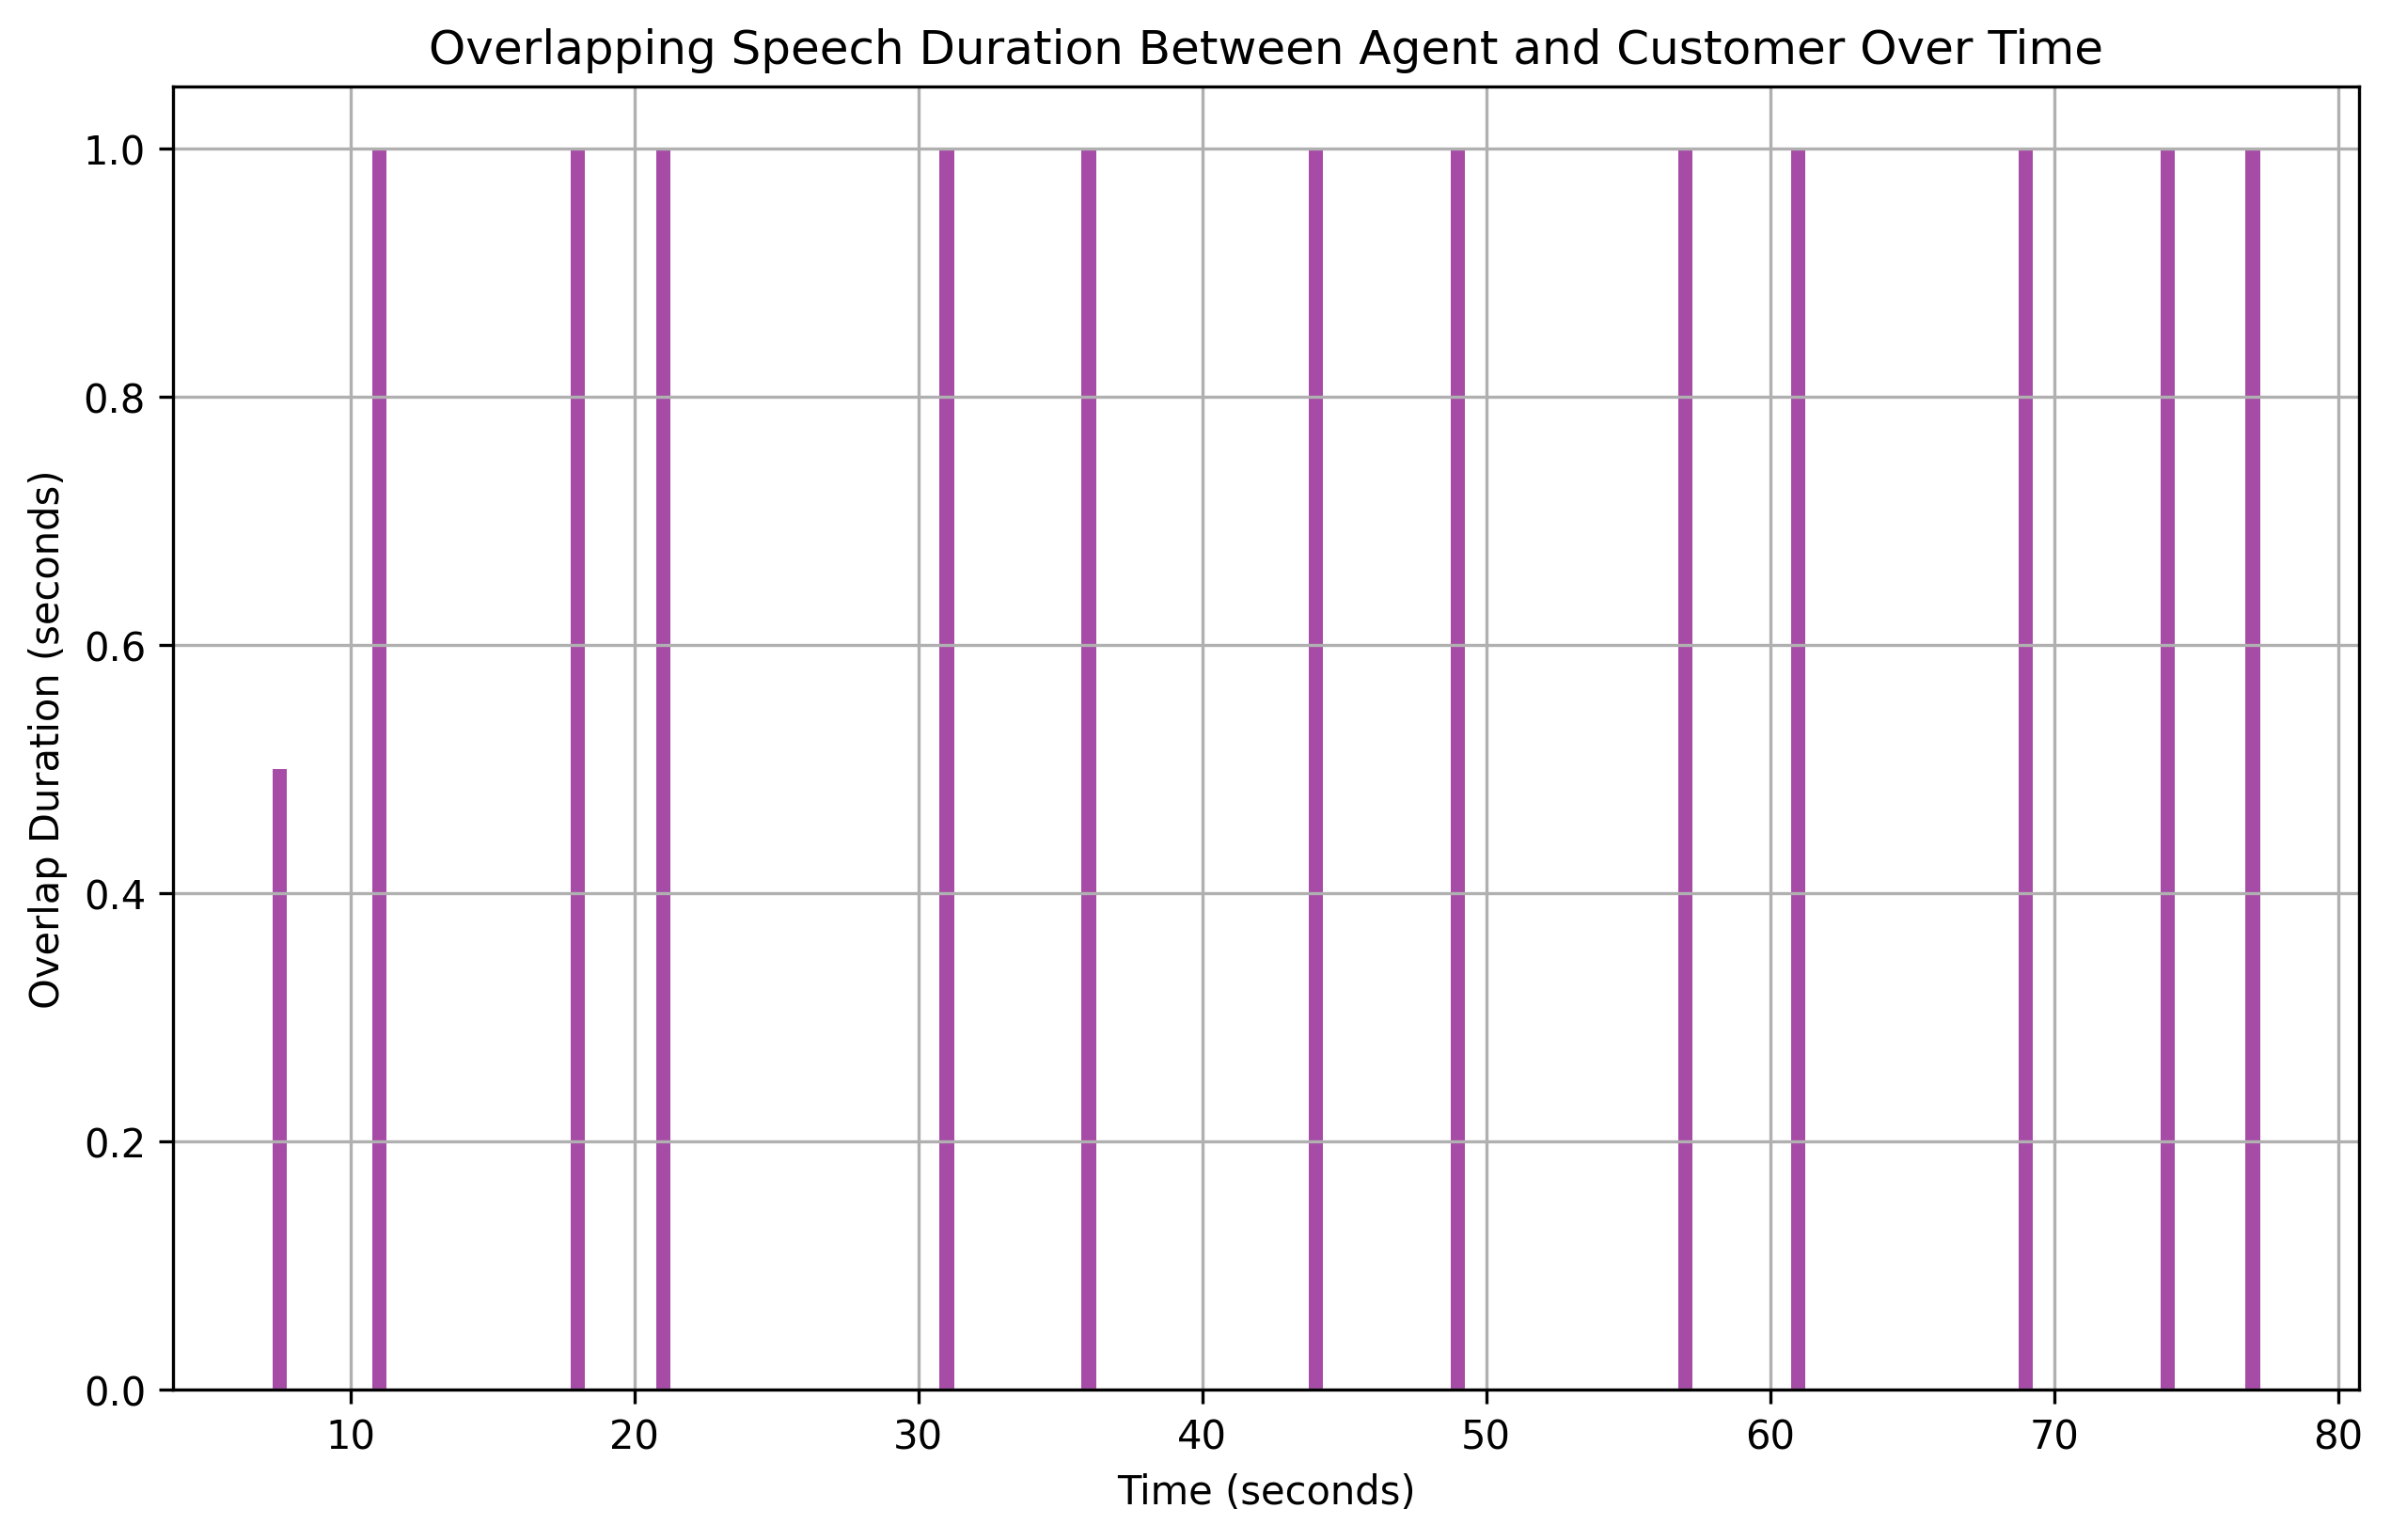 Overlapping Speech Duration Between Agent and Customer Over Time
Overlap Duration (seconds)
1.0
0.8
0.6
0.4
0.2
0.0
10 20 30 40 50 60 70 80
Time (seconds)